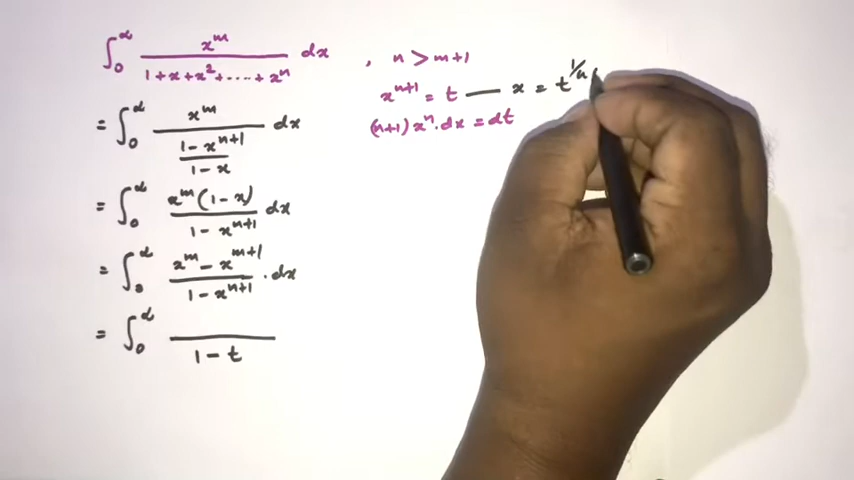 ∫₀^α x^m / (1+x+x²+.....+x^n) dx , n > m+1
x^(n+1) = t — x = t^(1/n
(n+1) x^n . dx = dt
= ∫₀^α x^m / ((1-x^(n+1)) / (1-x)) dx
= ∫₀^α x^m (1-x) / (1-x^(n+1)) dx
= ∫₀^α (x^m - x^(m+1)) / (1-x^(n+1)) . dx
= ∫₀^α / (1-t)